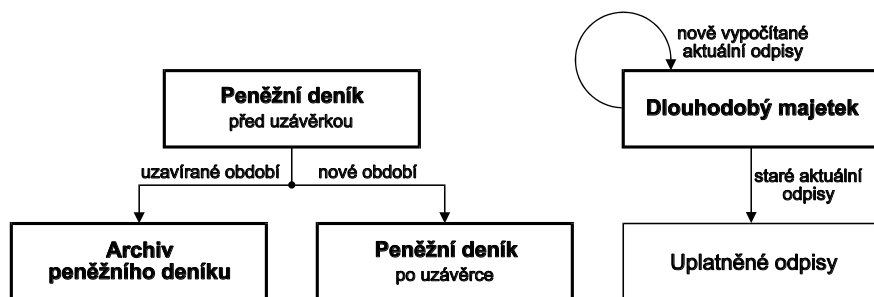 nově vypočítané
aktuální odpisy
Peněžní deník
před uzávěrkou
Dlouhodobý majetek
uzavírané období
nové období
staré aktuální
odpisy
Archiv
peněžního deníku
Peněžní deník
po uzávěrce
Uplatněné odpisy